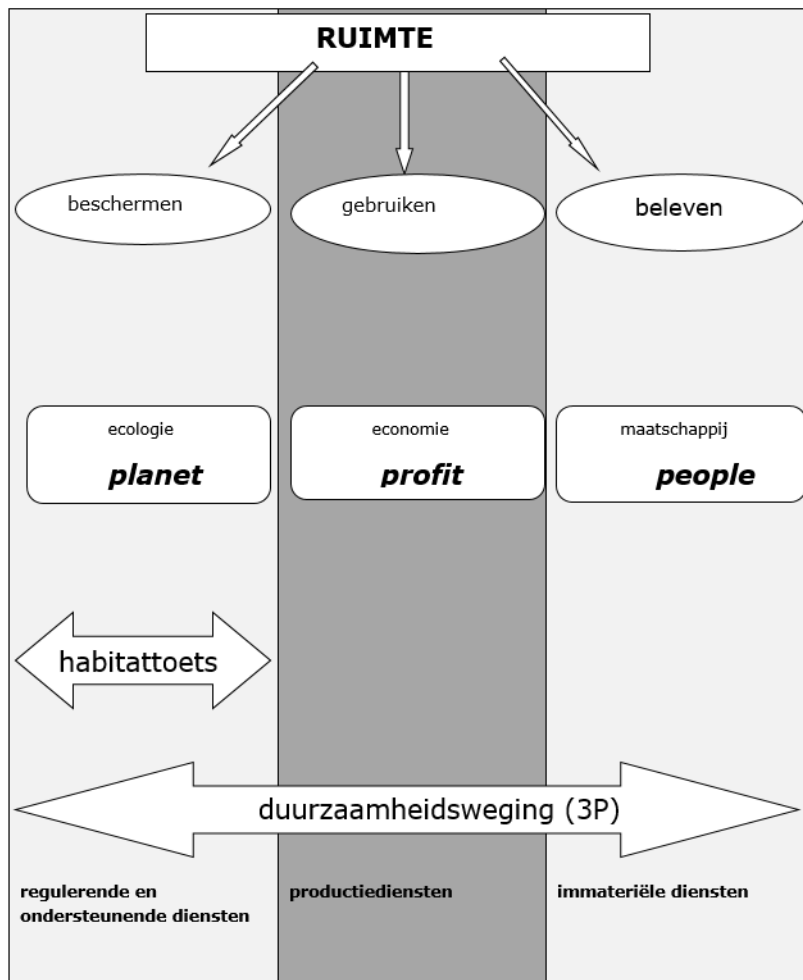 RUIMTE
beschermen
gebruiken
beleven
ecologie
planet
economie
profit
maatschappij
people
habitattoets
duurzaamheidsweging (3P)
regulerende en
ondersteunende diensten
productiediensten
immateriële diensten